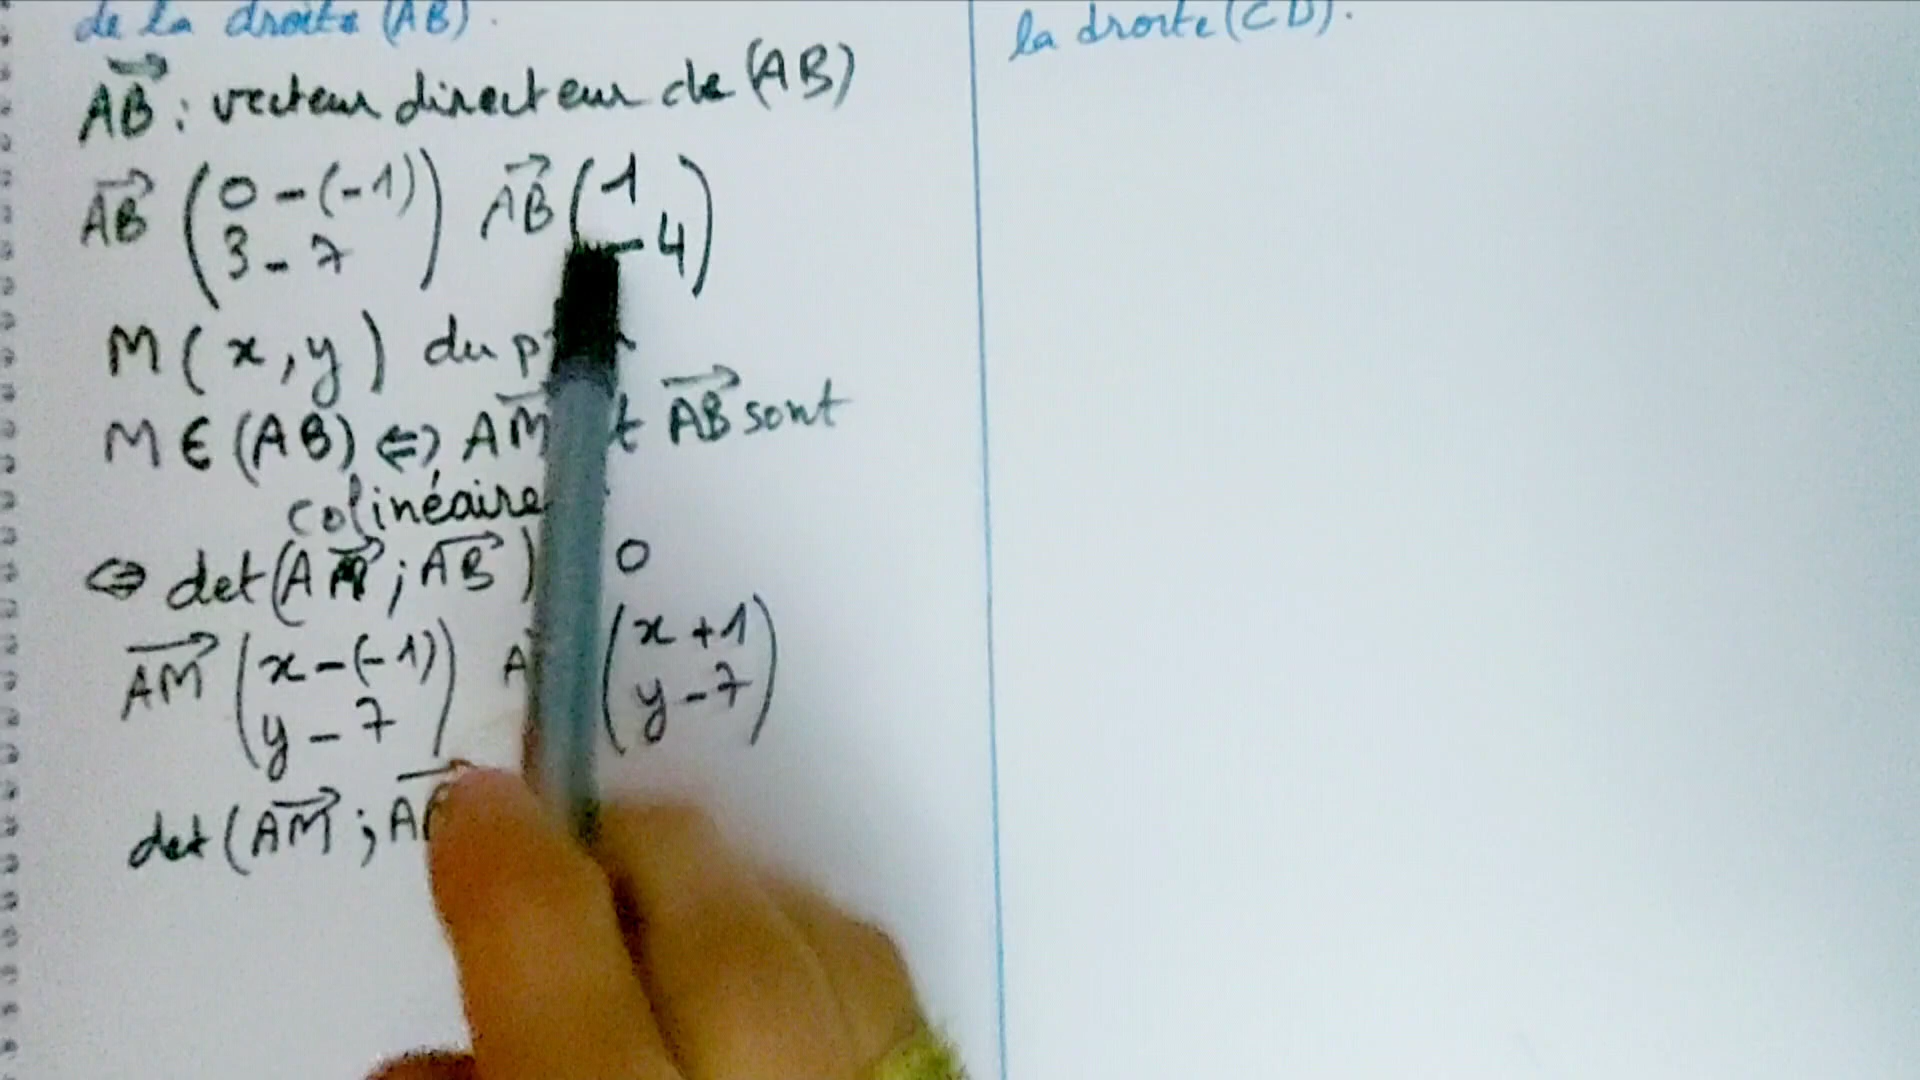 de la droite (AB).
AB : vecteur directeur de (AB)
AB (0-(-1) 3-7) AB (1 -4)
M(x,y) du
M∈(AB) ⇔ AM AB sont
colinéaire
⇔ det(AM ; AB) 0
AM (x-(-1) y-7) (x+1 y-7)
det(AM ;
la droite (CD).